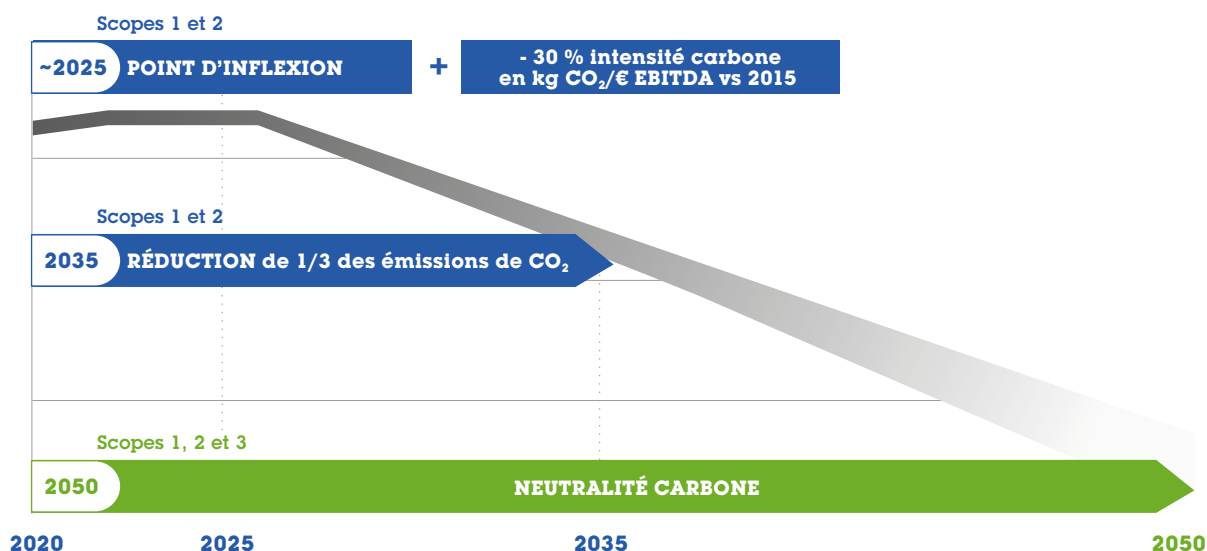 Scopes 1 et 2
~2025 POINT D'INFLEXION + - 30 % intensité carbone
en kg CO₂/€ EBITDA vs 2015
Scopes 1 et 2
2035 RÉDUCTION de 1/3 des émissions de CO₂
Scopes 1, 2 et 3
2050 NEUTRALITÉ CARBONE
2020 2025 2035 2050